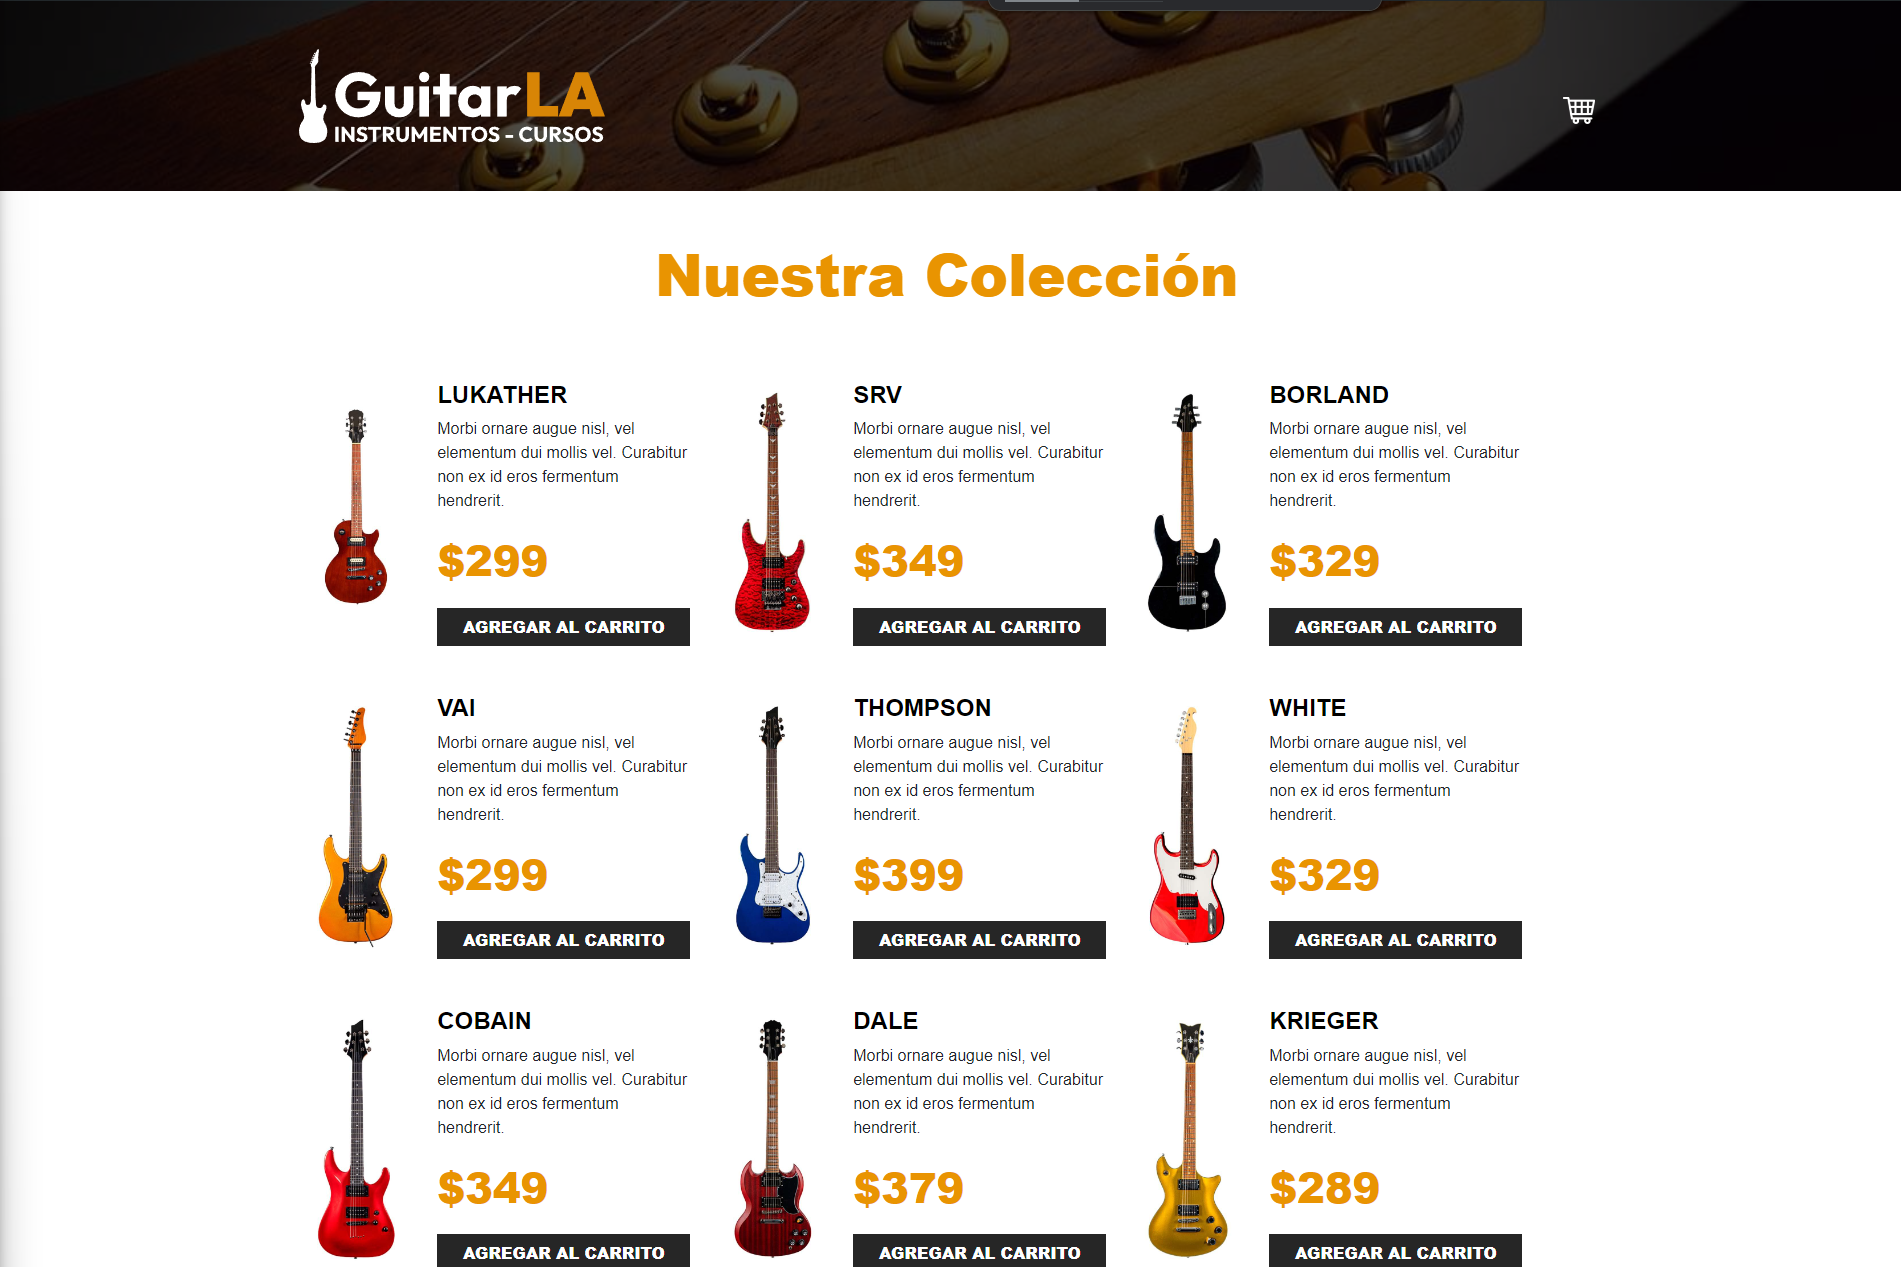 GuitarLA
INSTRUMENTOS - CURSOS
Nuestra Colección
LUKATHER
Morbi ornare augue nisl, vel
elementum dui mollis vel. Curabitur
non ex id eros fermentum
hendrerit.
$299
AGREGAR AL CARRITO
SRV
Morbi ornare augue nisl, vel
elementum dui mollis vel. Curabitur
non ex id eros fermentum
hendrerit.
$349
AGREGAR AL CARRITO
BORLAND
Morbi ornare augue nisl, vel
elementum dui mollis vel. Curabitur
non ex id eros fermentum
hendrerit.
$329
AGREGAR AL CARRITO
VAI
Morbi ornare augue nisl, vel
elementum dui mollis vel. Curabitur
non ex id eros fermentum
hendrerit.
$299
AGREGAR AL CARRITO
THOMPSON
Morbi ornare augue nisl, vel
elementum dui mollis vel. Curabitur
non ex id eros fermentum
hendrerit.
$399
AGREGAR AL CARRITO
WHITE
Morbi ornare augue nisl, vel
elementum dui mollis vel. Curabitur
non ex id eros fermentum
hendrerit.
$329
AGREGAR AL CARRITO
COBAIN
Morbi ornare augue nisl, vel
elementum dui mollis vel. Curabitur
non ex id eros fermentum
hendrerit.
$349
AGREGAR AL CARRITO
DALE
Morbi ornare augue nisl, vel
elementum dui mollis vel. Curabitur
non ex id eros fermentum
hendrerit.
$379
AGREGAR AL CARRITO
KRIEGER
Morbi ornare augue nisl, vel
elementum dui mollis vel. Curabitur
non ex id eros fermentum
hendrerit.
$289
AGREGAR AL CARRITO